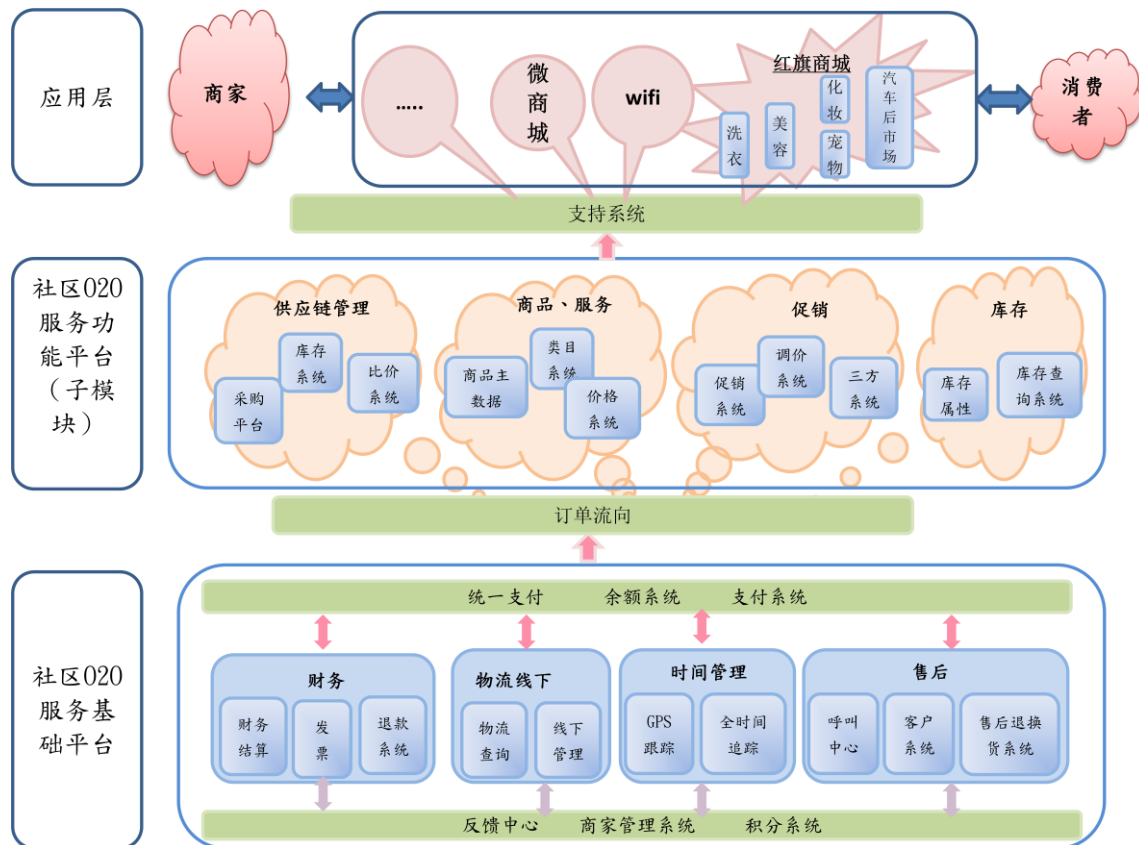 应用层
商家
…..
微
商
城
wifi
红旗商城
洗
衣
美
容
化
妆
宠
物
汽
车
后
市
场
消费
者
支持系统
社区O2O
服务功
能平台
（子模
块）
供应链管理
采购
平台
库存
系统
比价
系统
商品、服务
商品主
数据
类目
系统
价格
系统
促销
促销
系统
调价
系统
三方
系统
库存
库存
属性
库存查
询系统
订单流向
社区O2O
服务基
础平台
统一支付 余额系统 支付系统
财务
财务
结算
发
票
退款
系统
物流线下
物流
查询
线下
管理
时间管理
GPS
跟踪
全时间
追踪
售后
呼叫
中心
客户
系统
售后退换
货系统
反馈中心 商家管理系统 积分系统